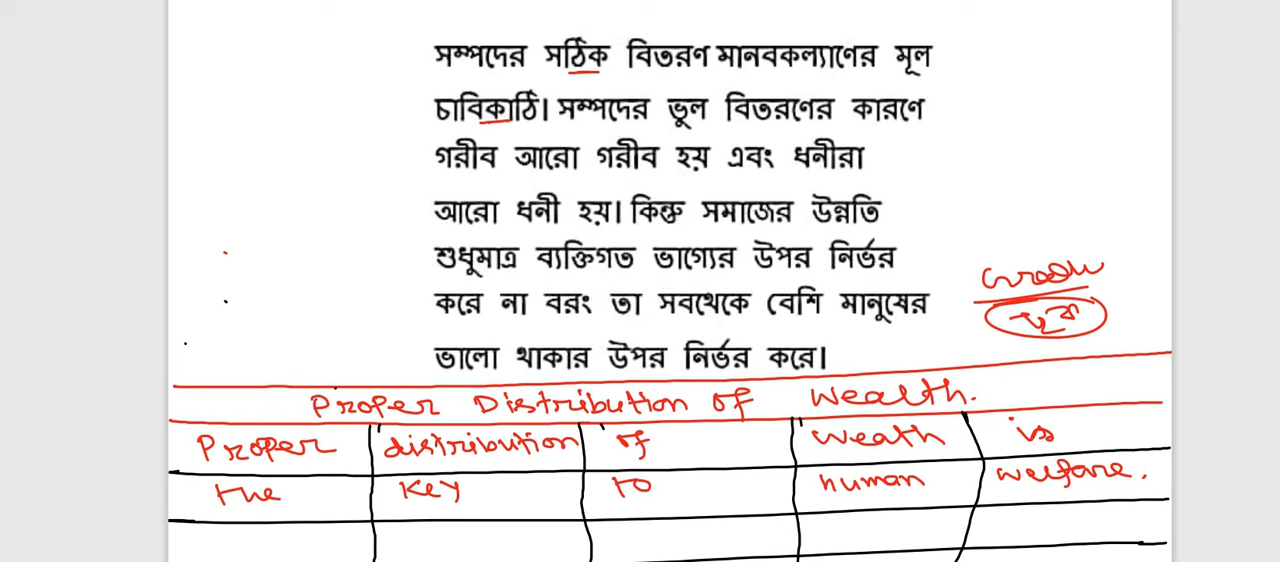 সম্পদের সঠিক বিতরণ মানবকল্যাণের মূল
চাবিকাঠি। সম্পদের ভুল বিতরণের কারণে
গরীব আরো গরীব হয় এবং ধনীরা
আরো ধনী হয়। কিন্তু সমাজের উন্নতি
শুধুমাত্র ব্যক্তিগত ভাগ্যের উপর নির্ভর
করে না বরং তা সবথেকে বেশি মানুষের
ভালো থাকার উপর নির্ভর করে।
Proper Distribution of Wealth.
Proper distribution of weath is
the key to human welfare.